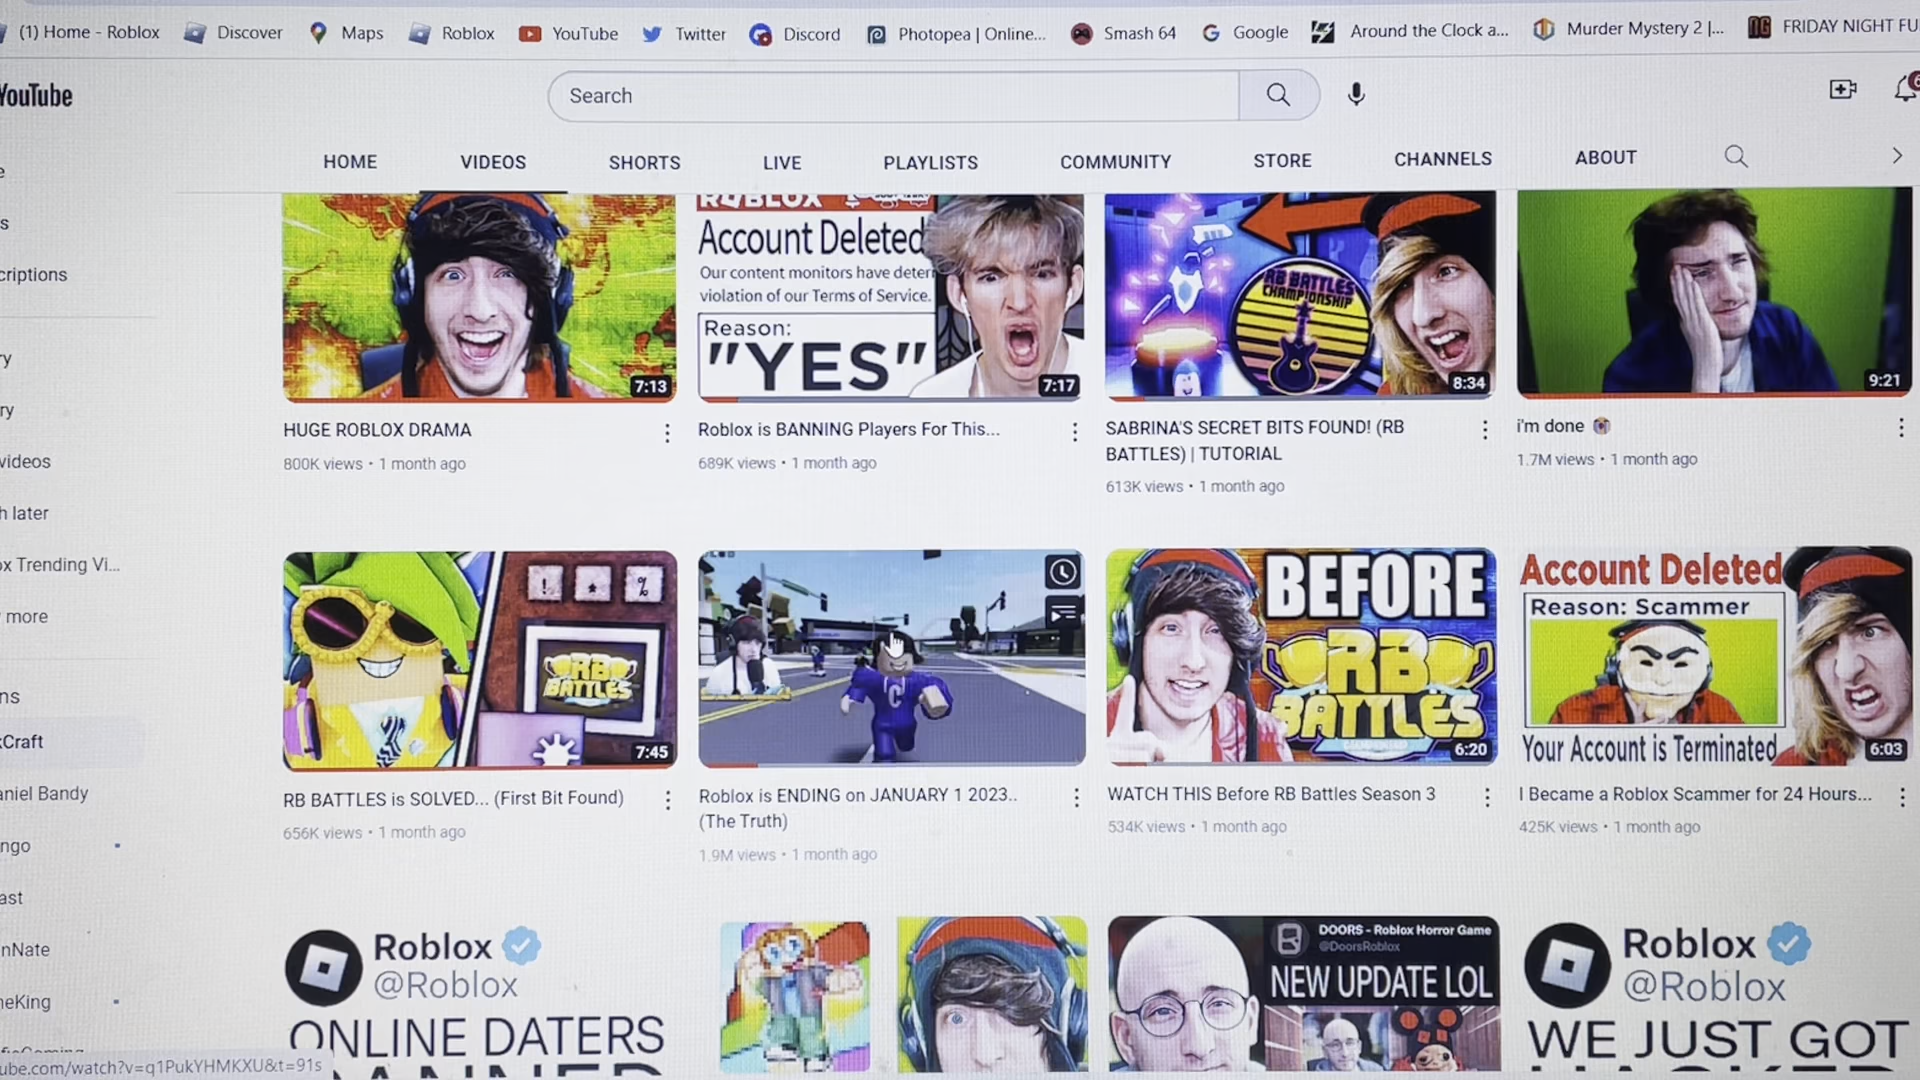 (1) Home - Roblox Discover Maps Roblox YouTube Twitter Discord Photopea | Online... Smash 64 Google Around the Clock a... Murder Mystery 2 |... FRIDAY NIGHT FU
YouTube
Search
HOME VIDEOS SHORTS LIVE PLAYLISTS COMMUNITY STORE CHANNELS ABOUT
criptions
ry
ry
videos
h later
ox Trending Vi...
more
ns
Craft
aniel Bandy
ngo
ast
nNate
neKing
ROBLOX
Account Deleted
Our content monitors have deter
violation of our Terms of Service.
Reason:
"YES"
RB BATTLES
CHAMPIONSHIP
7:13
7:17
8:34
9:21
HUGE ROBLOX DRAMA
800K views • 1 month ago
Roblox is BANNING Players For This...
689K views • 1 month ago
SABRINA'S SECRET BITS FOUND! (RB
BATTLES) | TUTORIAL
613K views • 1 month ago
i'm done
1.7M views • 1 month ago
! * %
RB
BATTLES
7:45
C
BEFORE
RB
BATTLES
6:20
Account Deleted
Reason: Scammer
Your Account is Terminated
6:03
RB BATTLES is SOLVED... (First Bit Found)
656K views • 1 month ago
Roblox is ENDING on JANUARY 1 2023..
(The Truth)
1.9M views • 1 month ago
WATCH THIS Before RB Battles Season 3
534K views • 1 month ago
I Became a Roblox Scammer for 24 Hours...
425K views • 1 month ago
Roblox
@Roblox
ONLINE DATERS
DOORS - Roblox Horror Game
@DoorsRoblox
NEW UPDATE LOL
Roblox
@Roblox
WE JUST GOT
ube.com/watch?v=q1PukYHMKXU&t=91s